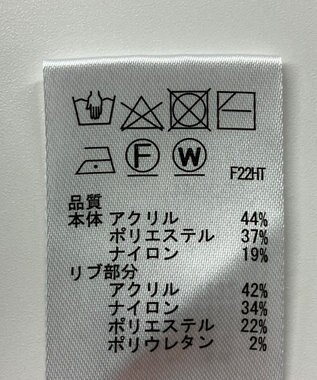 F W F22HT
品質
本体 アクリル 44%
ポリエステル 37%
ナイロン 19%
リブ部分
アクリル 42%
ナイロン 34%
ポリエステル 22%
ポリウレタン 2%